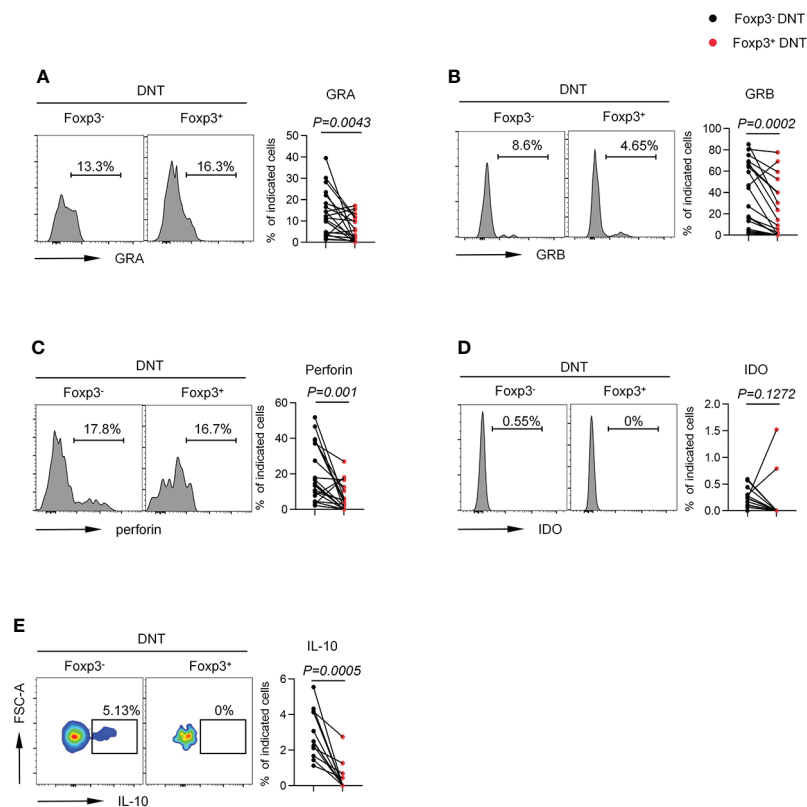 Foxp3⁻ DNT
Foxp3⁺ DNT
A
DNT
Foxp3⁻ Foxp3⁺
13.3% 16.3%
GRA
GRA
P=0.0043
% of indicated cells
50
40
30
20
10
0
B
DNT
Foxp3⁻ Foxp3⁺
8.6% 4.65%
GRB
GRB
P=0.0002
% of indicated cells
100
80
60
40
20
0
C
DNT
Foxp3⁻ Foxp3⁺
17.8% 16.7%
perforin
Perforin
P=0.001
% of indicated cells
60
40
20
0
D
DNT
Foxp3⁻ Foxp3⁺
0.55% 0%
IDO
IDO
P=0.1272
% of indicated cells
2.0
1.5
1.0
0.5
0.0
E
DNT
Foxp3⁻ Foxp3⁺
FSC-A
5.13% 0%
IL-10
IL-10
P=0.0005
% of indicated cells
6
4
2
0